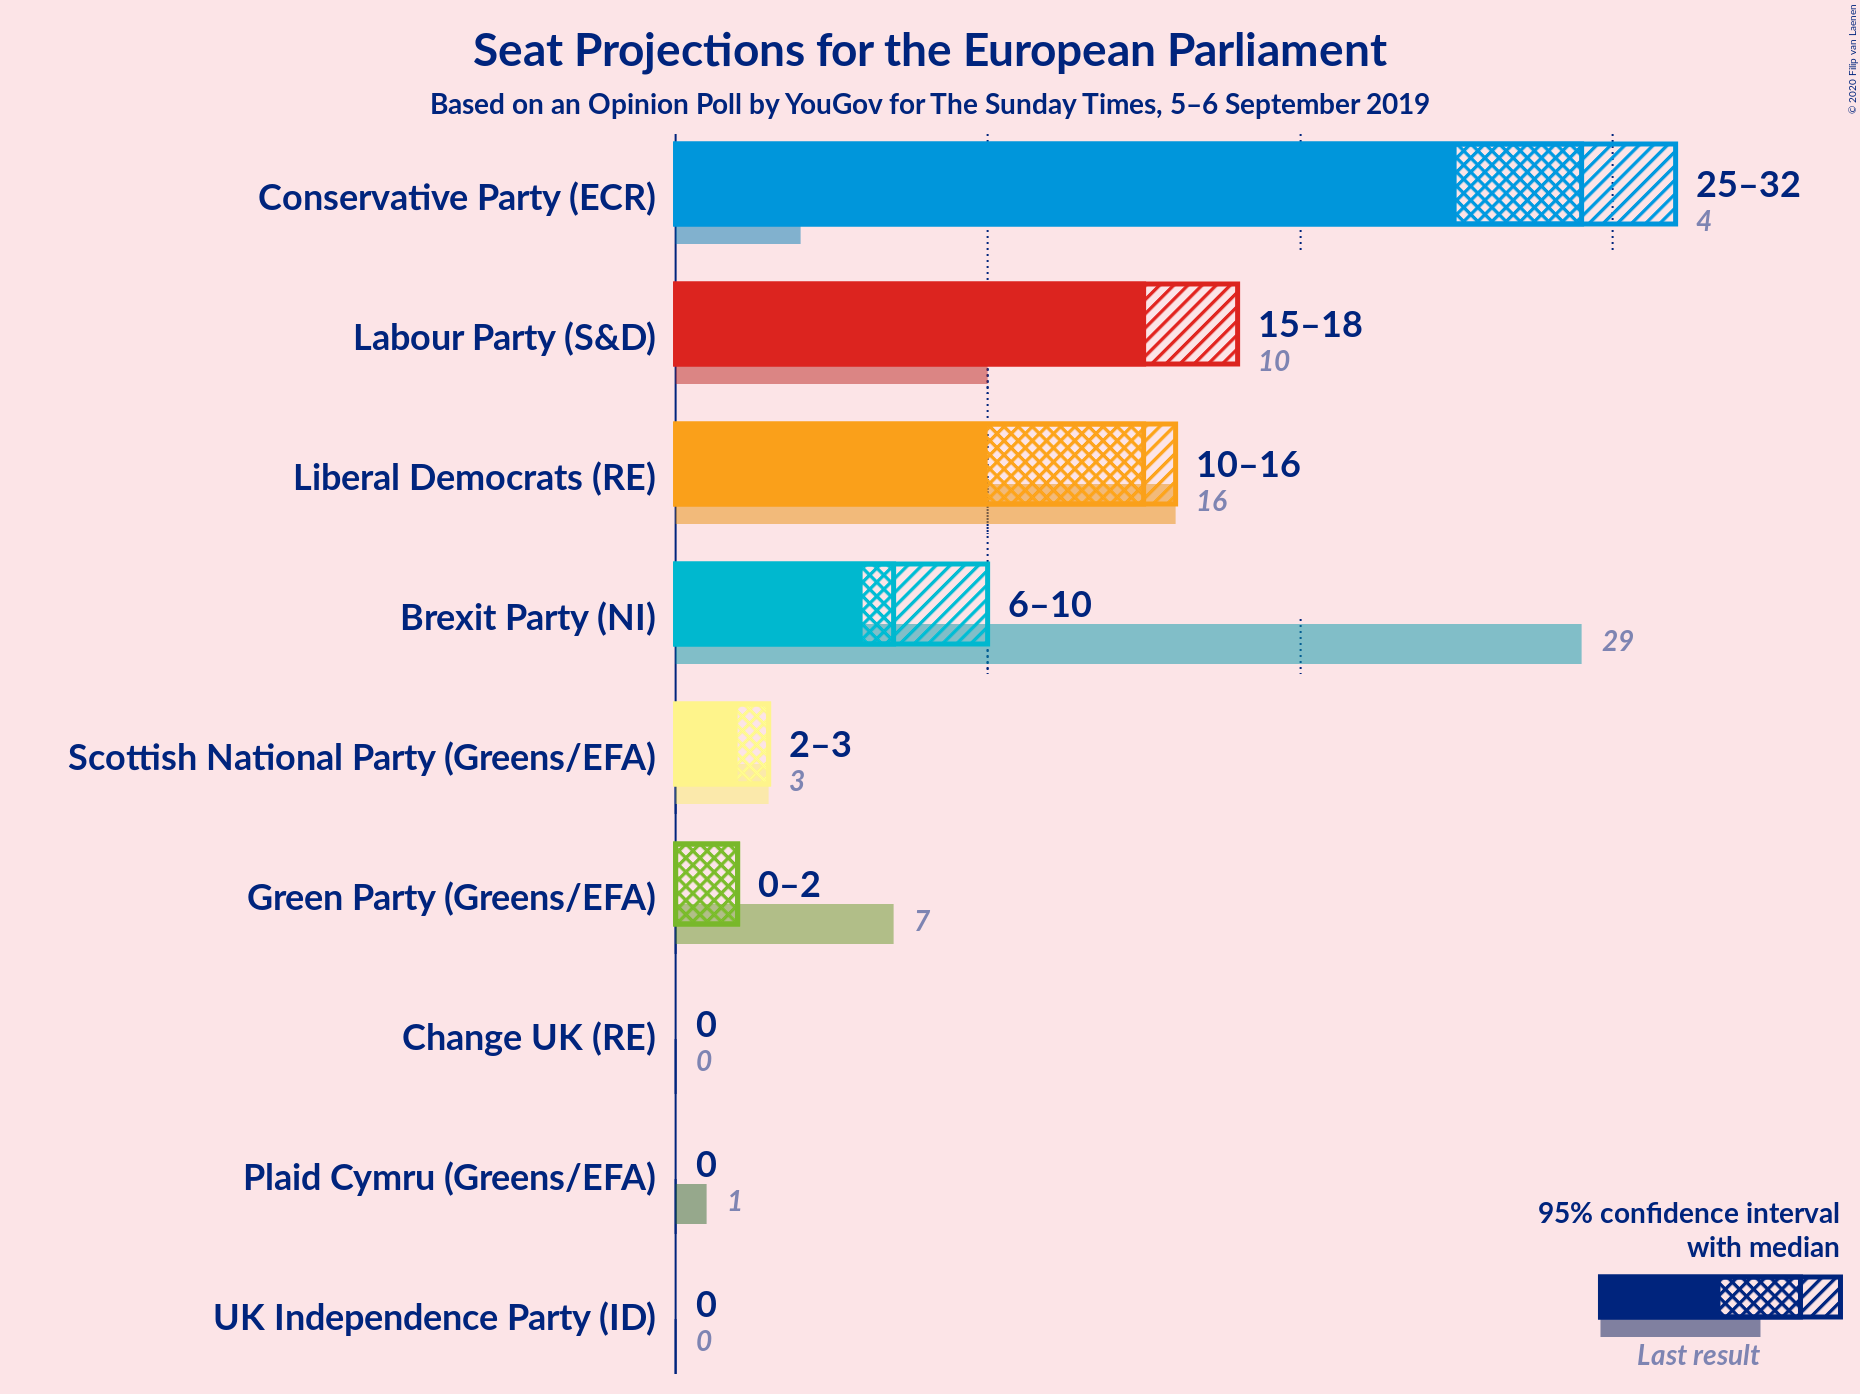 Seat Projections for the European Parliament
Based on an Opinion Poll by YouGov for The Sunday Times, 5–6 September 2019
© 2020 Filip van Laenen
Conservative Party (ECR)
25–32
4
Labour Party (S&D)
15–18
10
Liberal Democrats (RE)
10–16
16
Brexit Party (NI)
6–10
29
Scottish National Party (Greens/EFA)
2–3
3
Green Party (Greens/EFA)
0–2
7
Change UK (RE)
0
0
Plaid Cymru (Greens/EFA)
0
1
UK Independence Party (ID)
0
0
95% confidence interval
with median
Last result